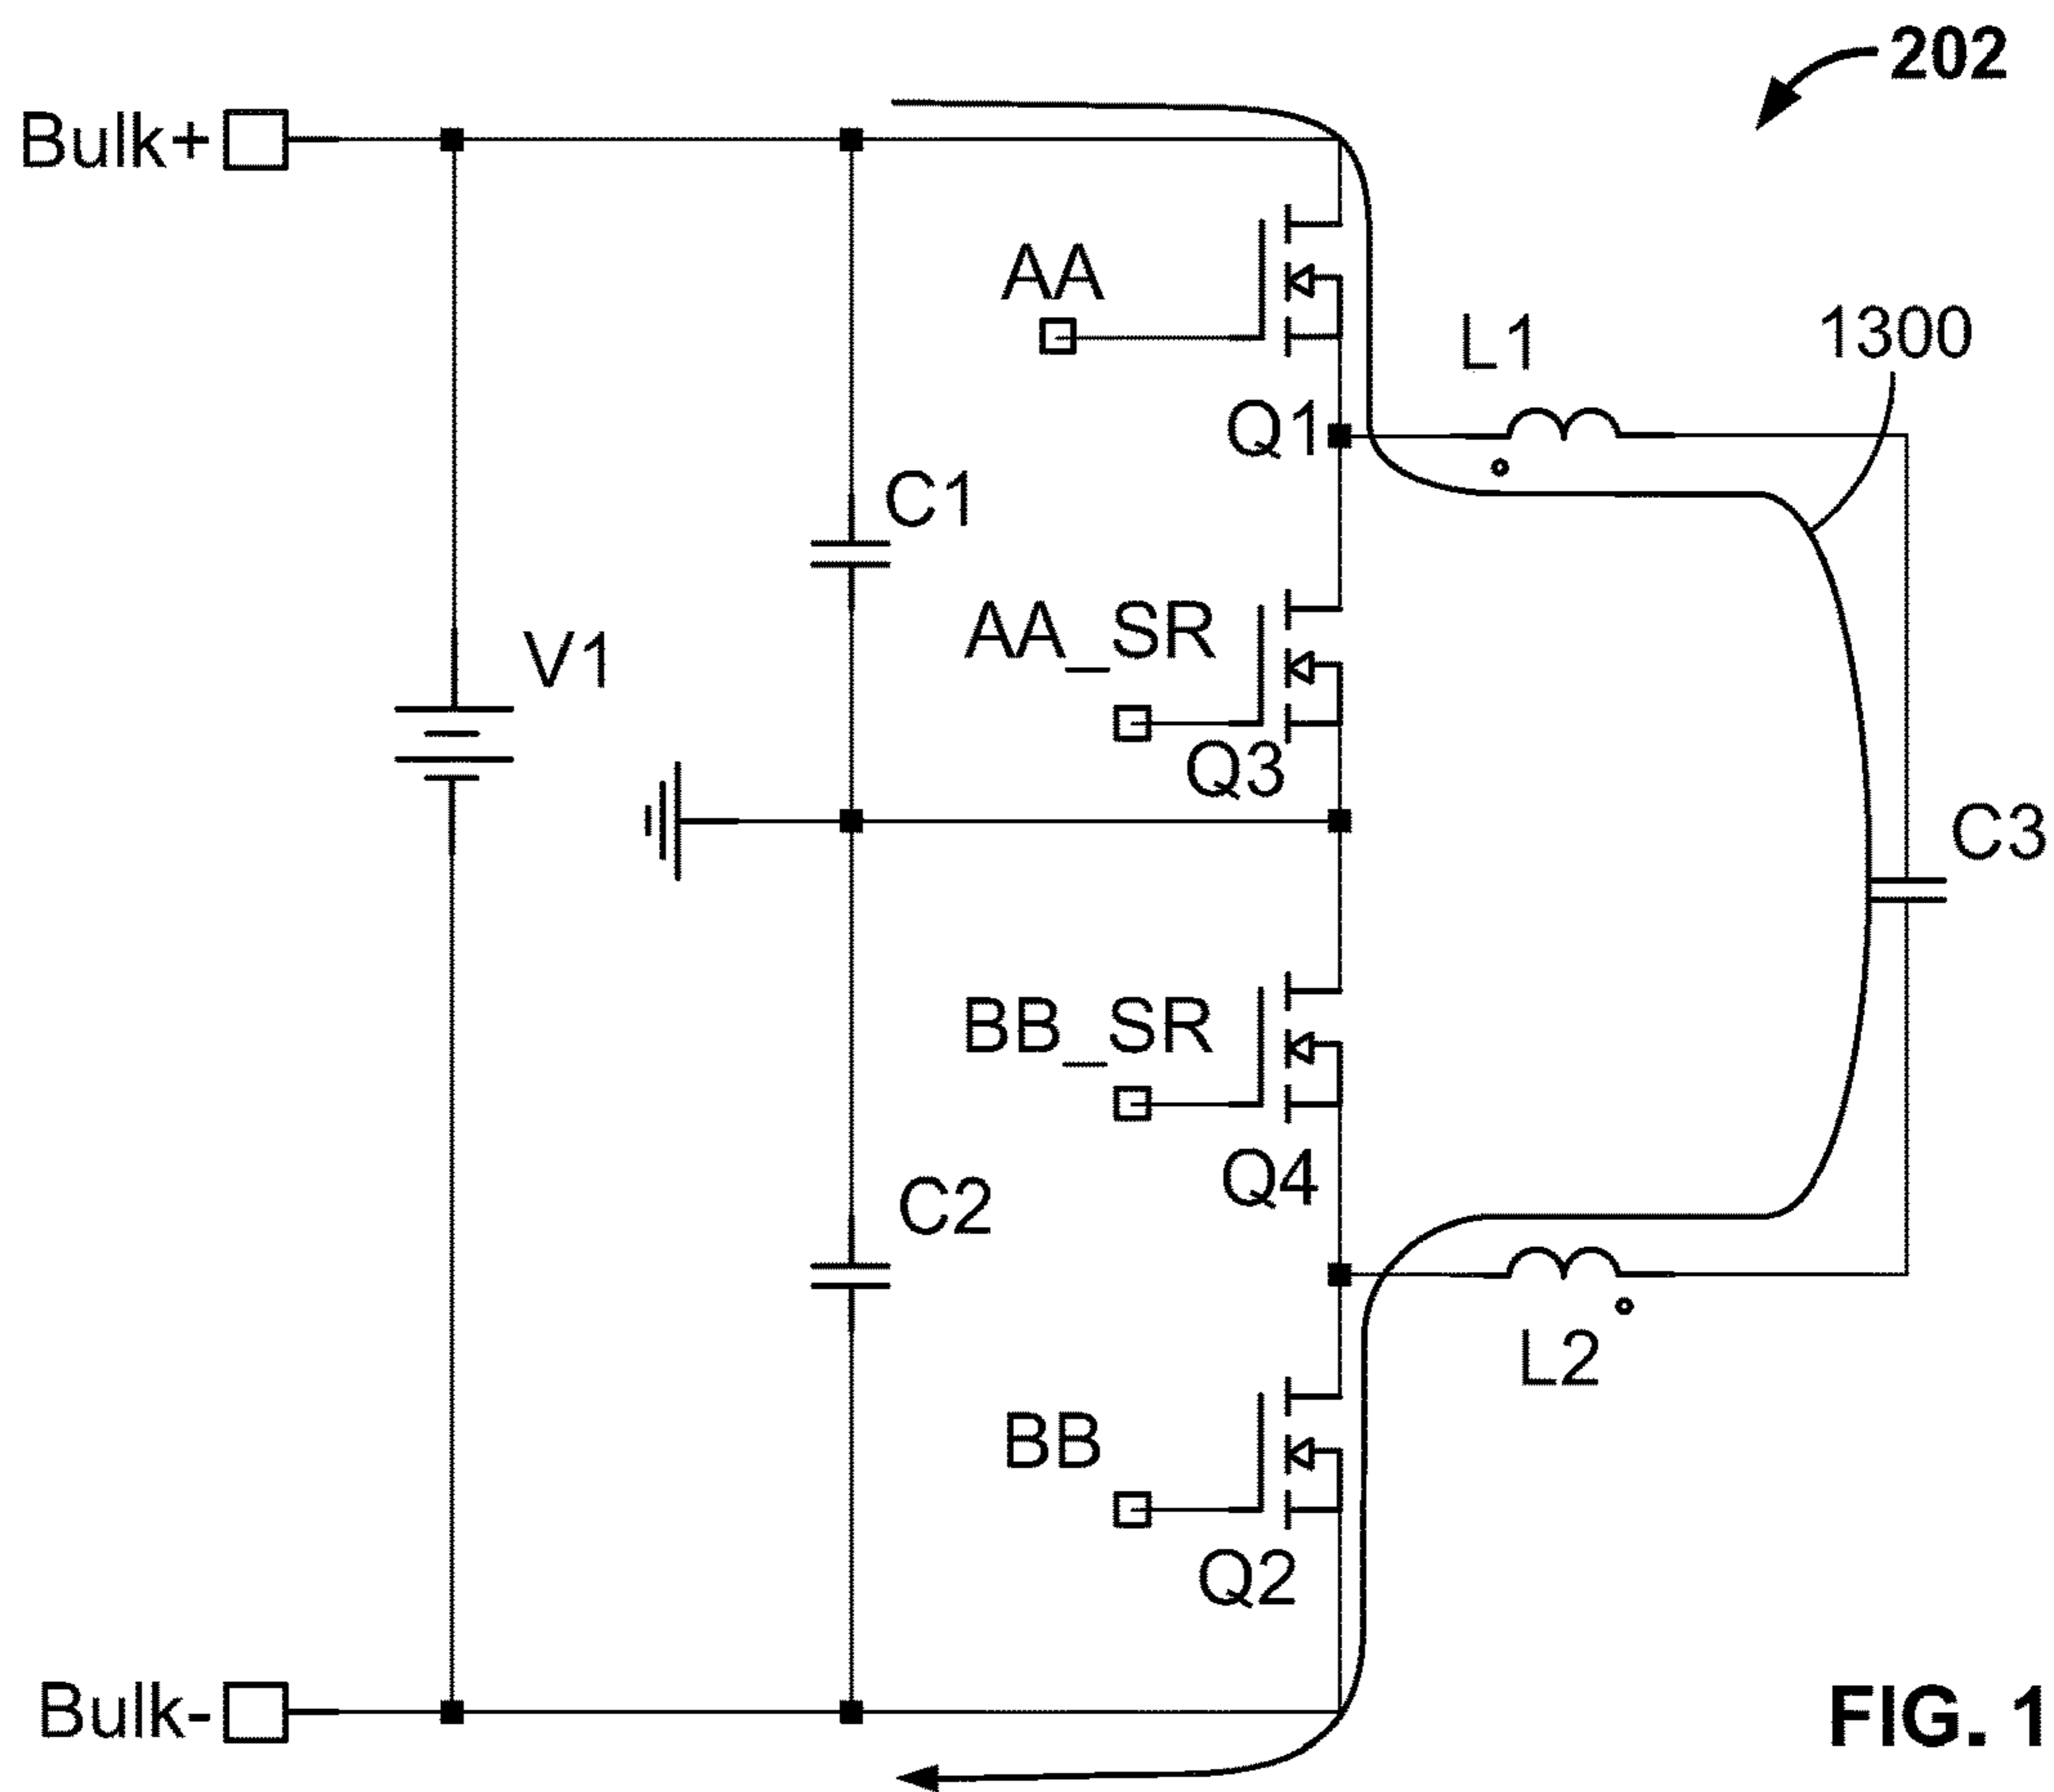 202
Bulk+
AA
L1
1300
Q1
C1
AA_SR
V1
Q3
C3
BB_SR
Q4
C2
L2
BB
Q2
Bulk-
FIG. 1